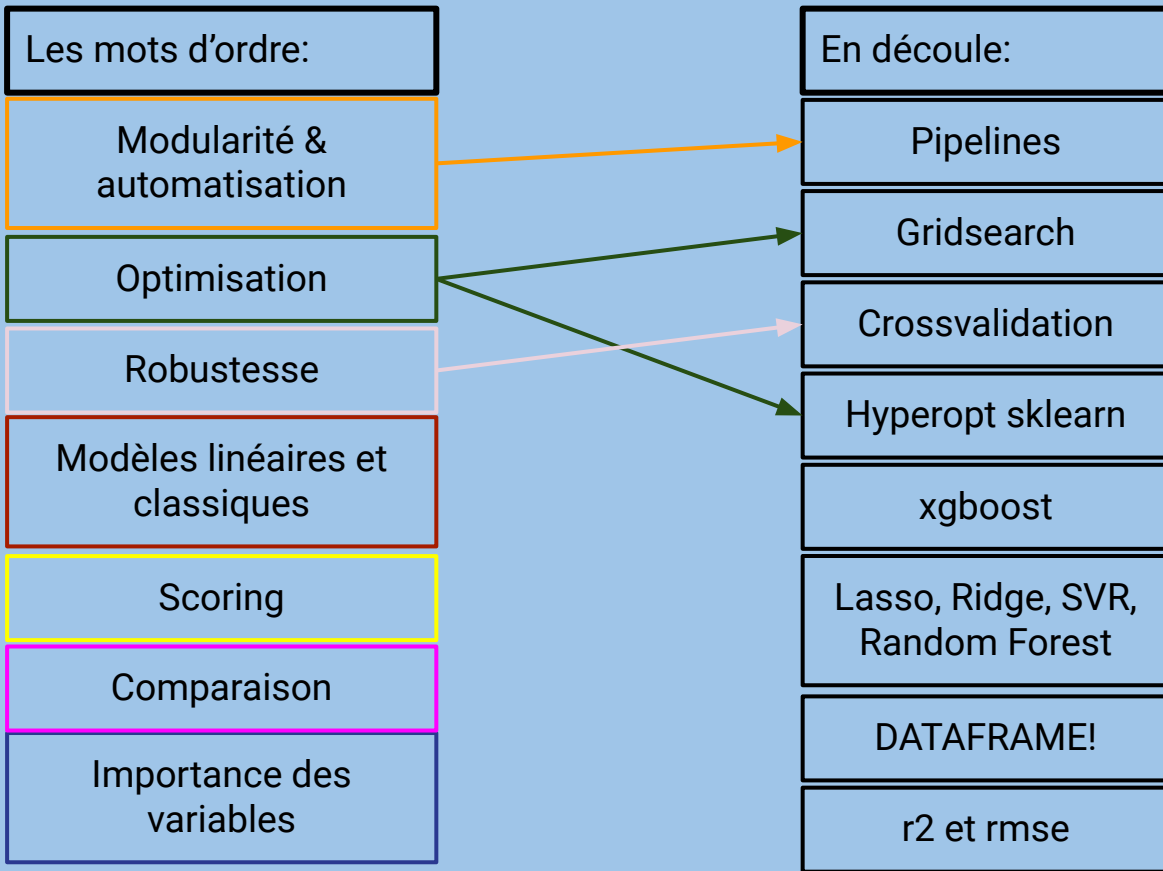 Les mots d’ordre:
Modularité &
automatisation
Optimisation
Robustesse
Modèles linéaires et
classiques
Scoring
Comparaison
Importance des
variables
En découle:
Pipelines
Gridsearch
Crossvalidation
Hyperopt sklearn
xgboost
Lasso, Ridge, SVR,
Random Forest
DATAFRAME!
r2 et rmse